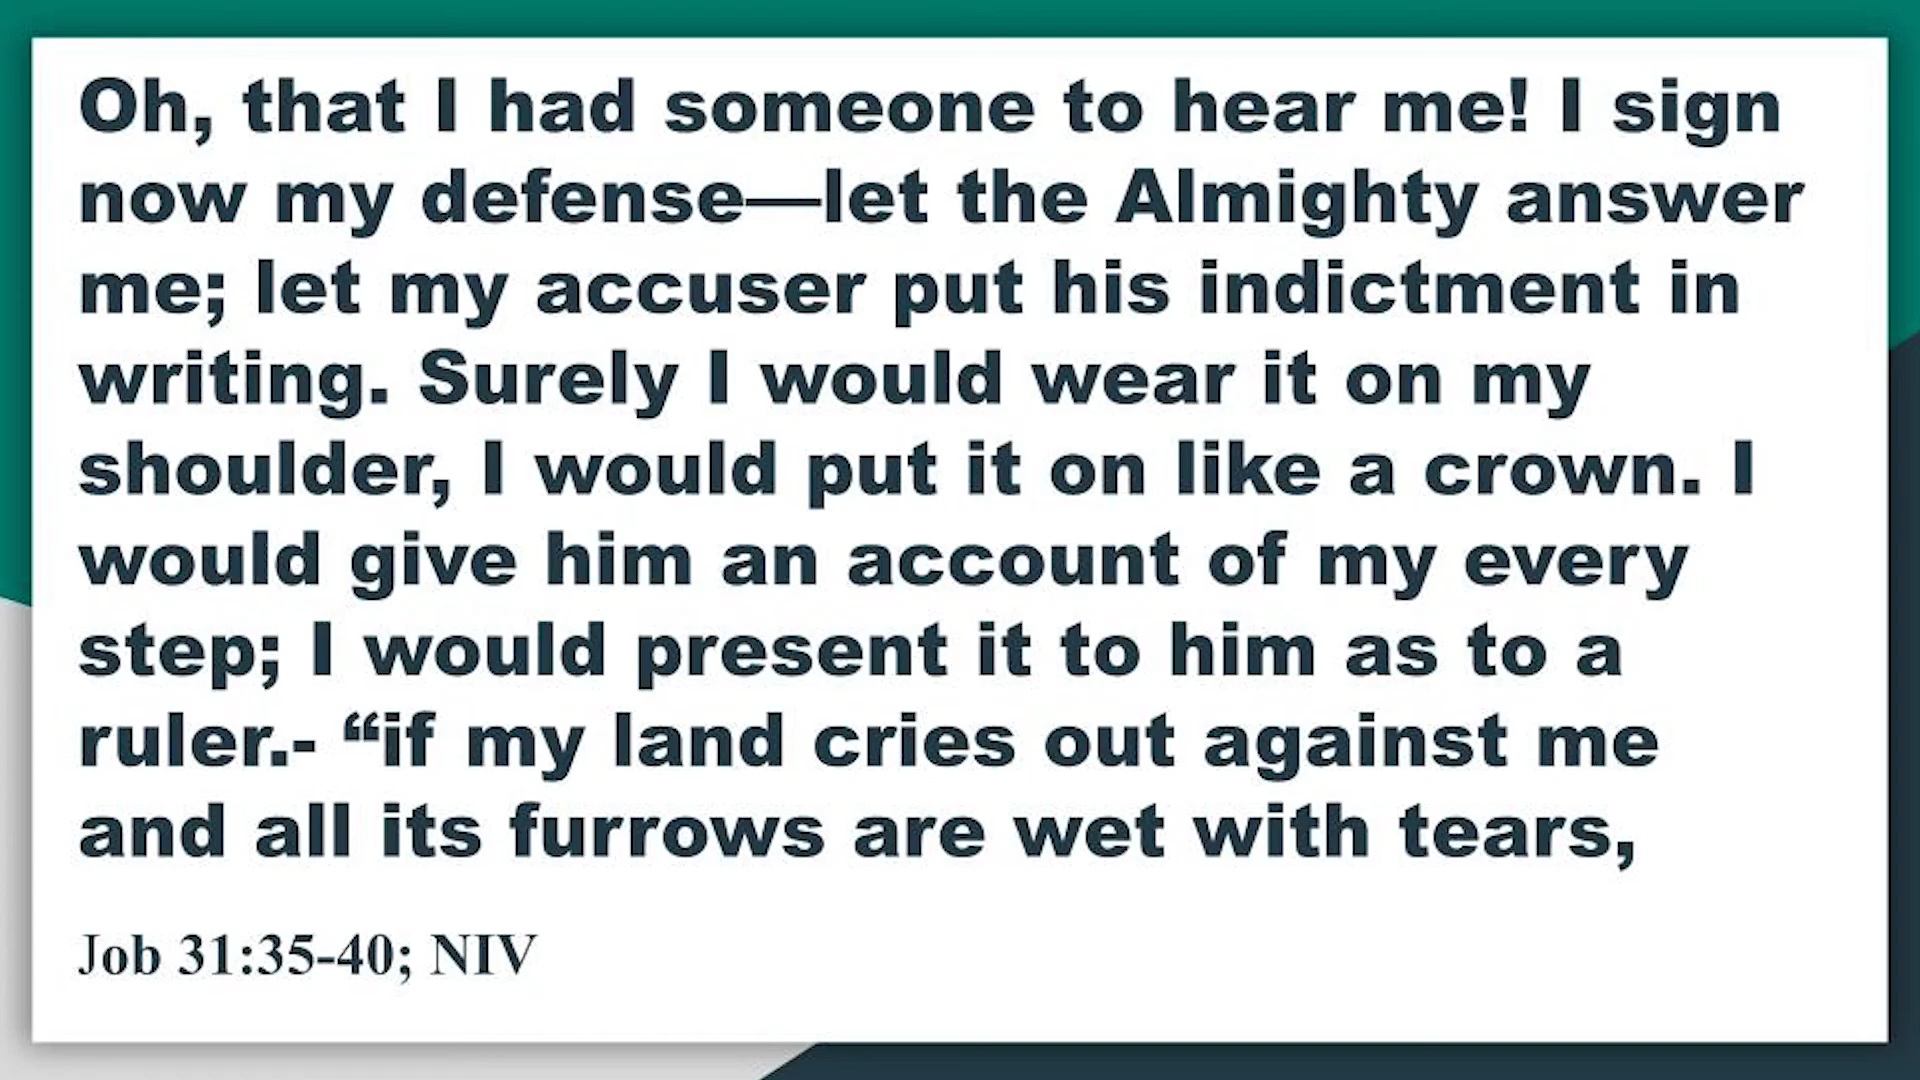 Oh, that I had someone to hear me! I sign
now my defense—let the Almighty answer
me; let my accuser put his indictment in
writing. Surely I would wear it on my
shoulder, I would put it on like a crown. I
would give him an account of my every
step; I would present it to him as to a
ruler.- “if my land cries out against me
and all its furrows are wet with tears,
Job 31:35-40; NIV